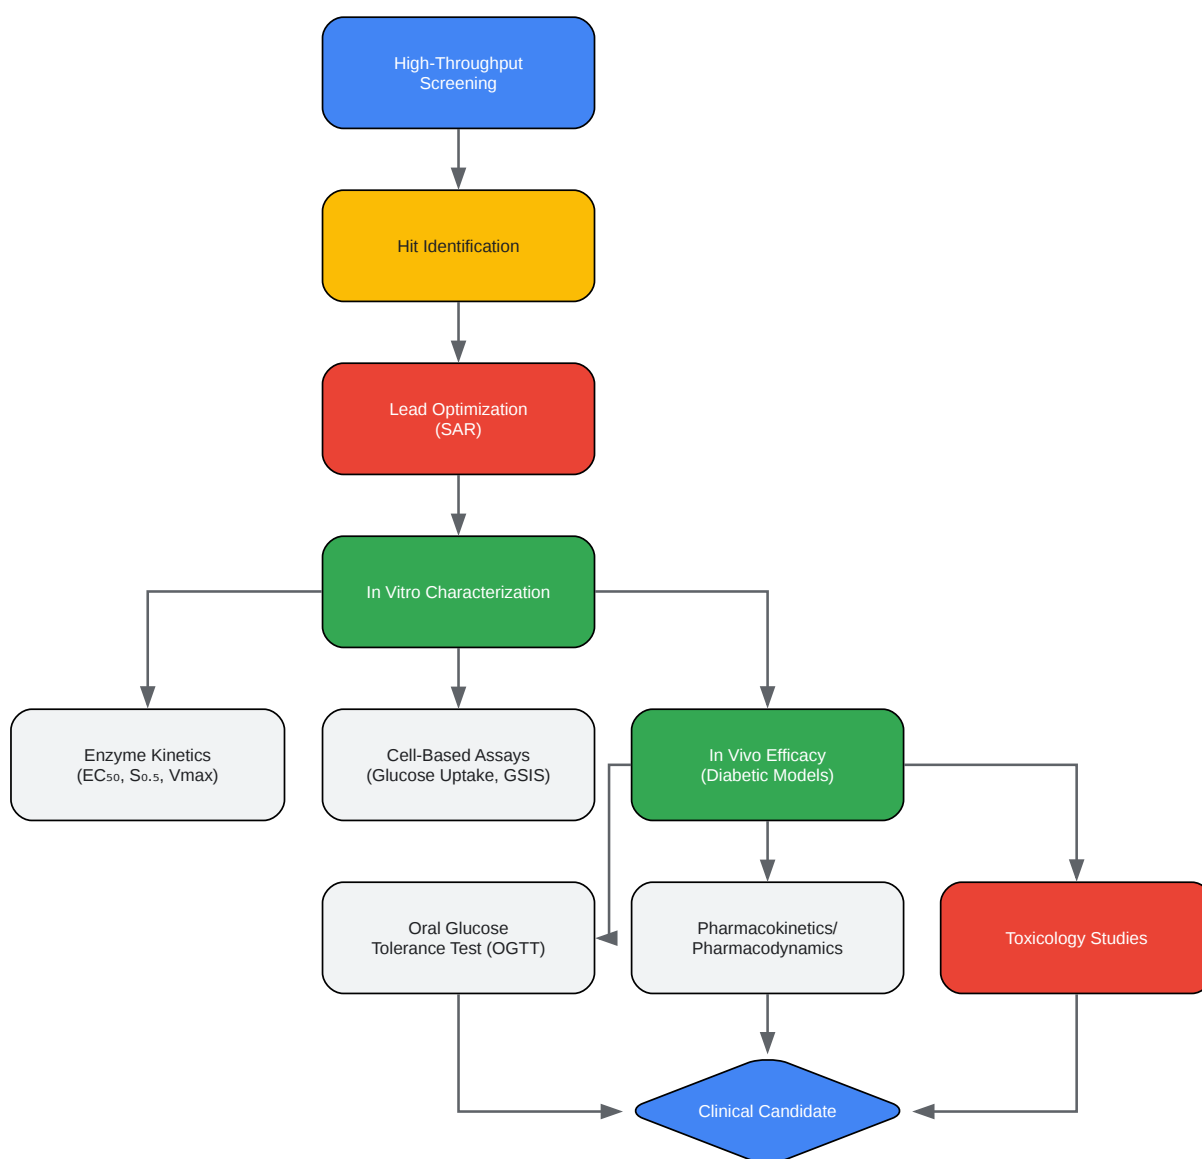 High-Throughput
Screening
Hit Identification
Lead Optimization
(SAR)
In Vitro Characterization
Enzyme Kinetics
(EC₅₀, S₀.₅, Vmax)
Cell-Based Assays
(Glucose Uptake, GSIS)
In Vivo Efficacy
(Diabetic Models)
Oral Glucose
Tolerance Test (OGTT)
Pharmacokinetics/
Pharmacodynamics
Toxicology Studies
Clinical Candidate